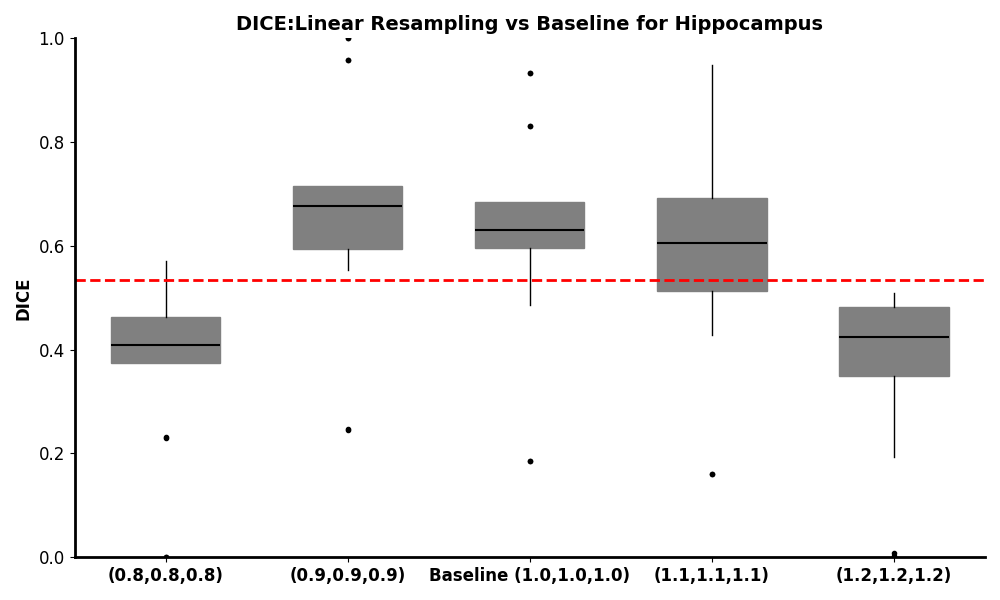 DICE:Linear Resampling vs Baseline for Hippocampus
1.0
0.8
0.6
0.4
0.2
0.0
DICE
(0.8,0.8,0.8) (0.9,0.9,0.9) Baseline (1.0,1.0,1.0) (1.1,1.1,1.1) (1.2,1.2,1.2)